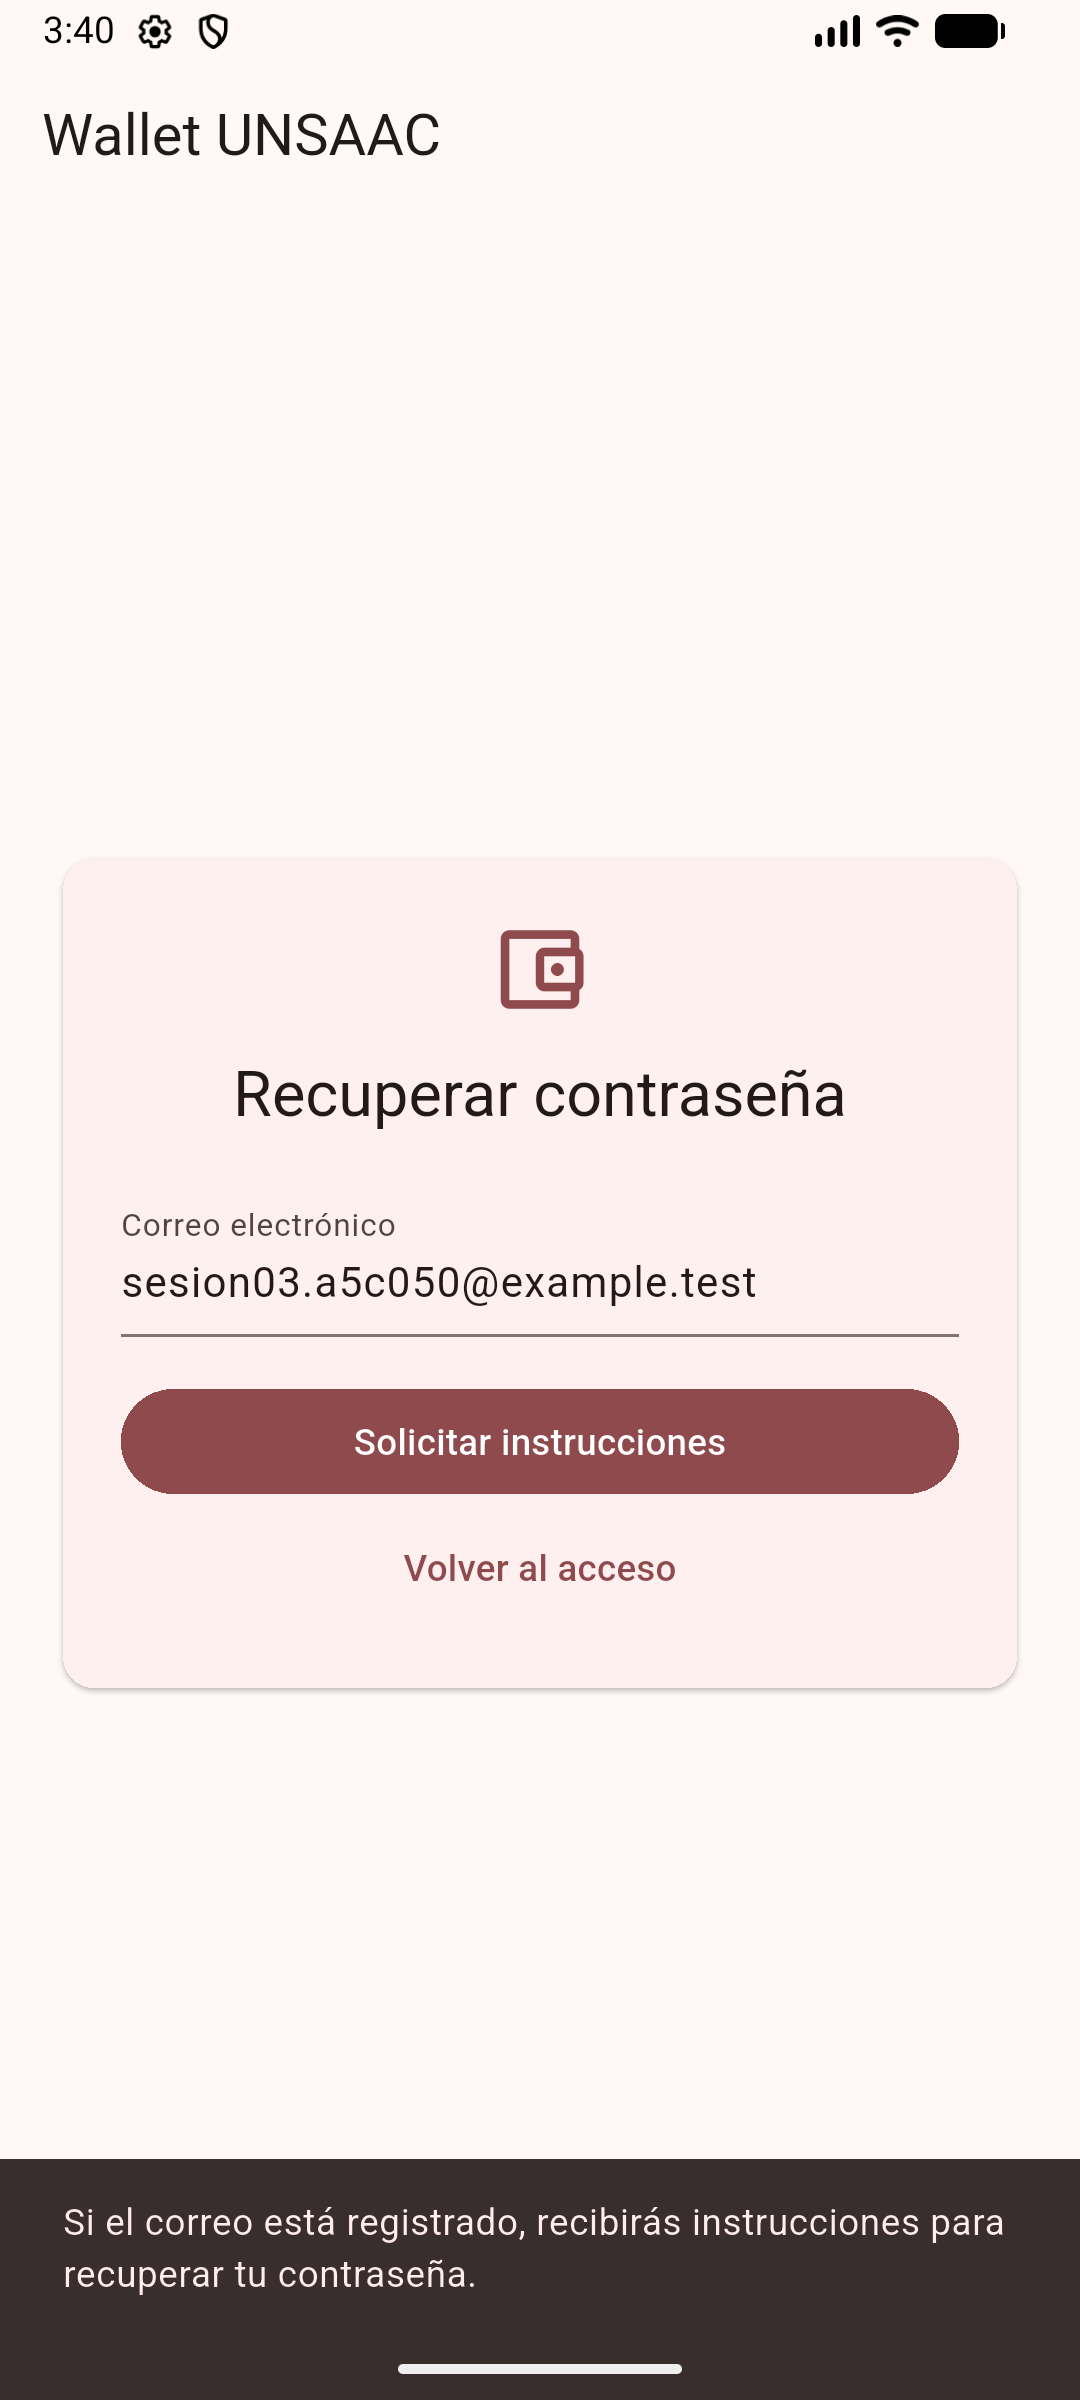 3:40
Wallet UNSAAC
Recuperar contraseña
Correo electrónico
sesion03.a5c050@example.test
Solicitar instrucciones
Volver al acceso
Si el correo está registrado, recibirás instrucciones para
recuperar tu contraseña.